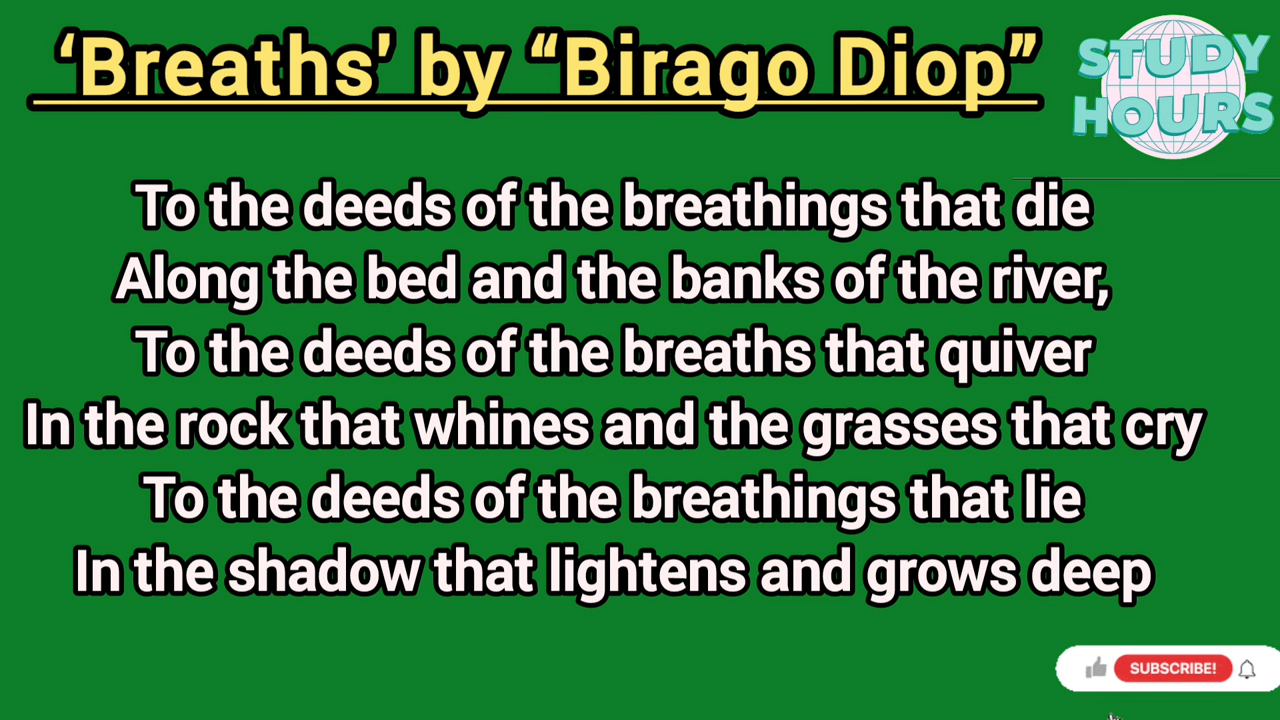 ‘Breaths’ by “Birago Diop”
STUDY
HOURS
To the deeds of the breathings that die
Along the bed and the banks of the river,
To the deeds of the breaths that quiver
In the rock that whines and the grasses that cry
To the deeds of the breathings that lie
In the shadow that lightens and grows deep
SUBSCRIBE!